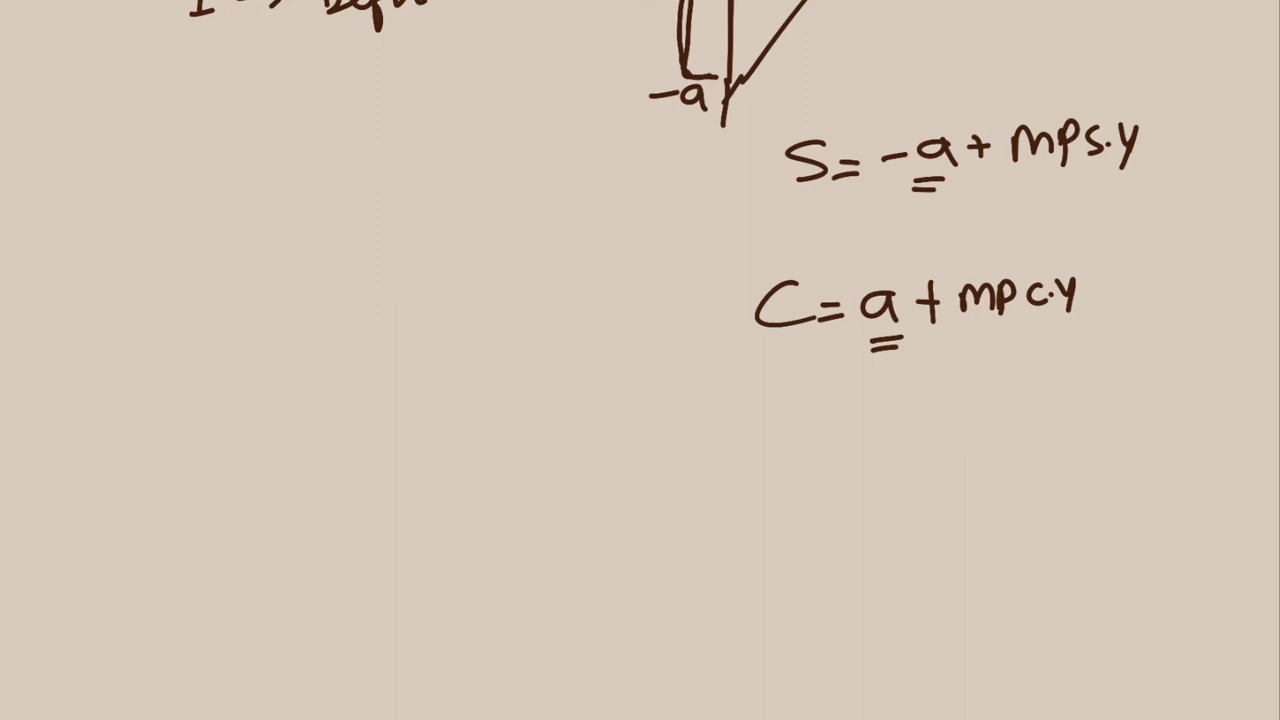 -a
S = -a + mps.y
C = a + mpc.y